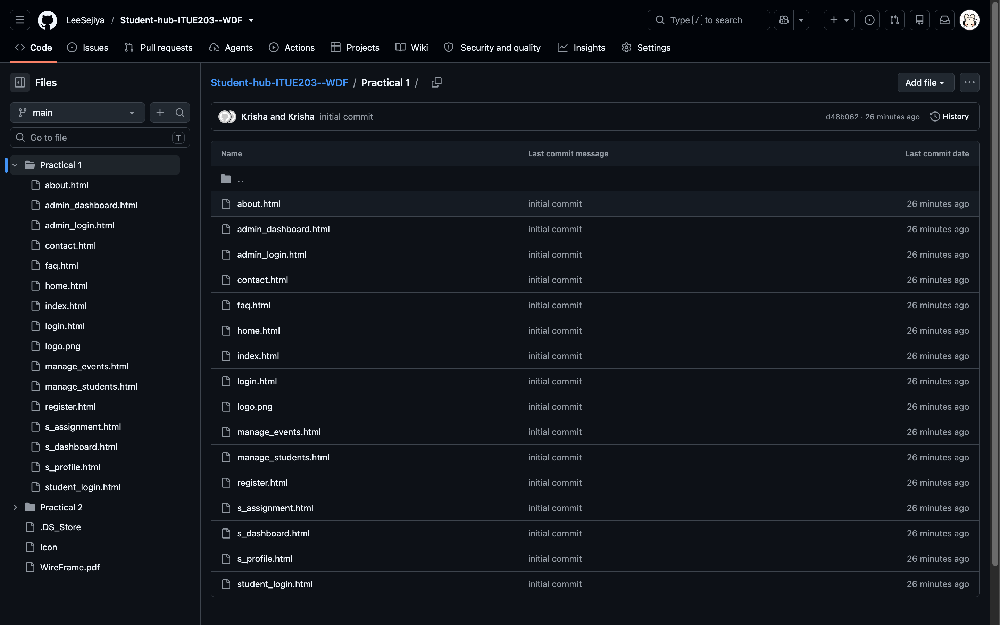 LeeSejiya / Student-hub-ITUE203--WDF
Type / to search
Code Issues Pull requests Agents Actions Projects Wiki Security and quality Insights Settings
Files
main
Go to file T
Practical 1
about.html
admin_dashboard.html
admin_login.html
contact.html
faq.html
home.html
index.html
login.html
logo.png
manage_events.html
manage_students.html
register.html
s_assignment.html
s_dashboard.html
s_profile.html
student_login.html
Practical 2
.DS_Store
Icon
WireFrame.pdf
Student-hub-ITUE203--WDF / Practical 1 /
Add file
Krisha and Krisha initial commit
d48b062 · 26 minutes ago History
Name Last commit message Last commit date
..
about.html initial commit 26 minutes ago
admin_dashboard.html initial commit 26 minutes ago
admin_login.html initial commit 26 minutes ago
contact.html initial commit 26 minutes ago
faq.html initial commit 26 minutes ago
home.html initial commit 26 minutes ago
index.html initial commit 26 minutes ago
login.html initial commit 26 minutes ago
logo.png initial commit 26 minutes ago
manage_events.html initial commit 26 minutes ago
manage_students.html initial commit 26 minutes ago
register.html initial commit 26 minutes ago
s_assignment.html initial commit 26 minutes ago
s_dashboard.html initial commit 26 minutes ago
s_profile.html initial commit 26 minutes ago
student_login.html initial commit 26 minutes ago